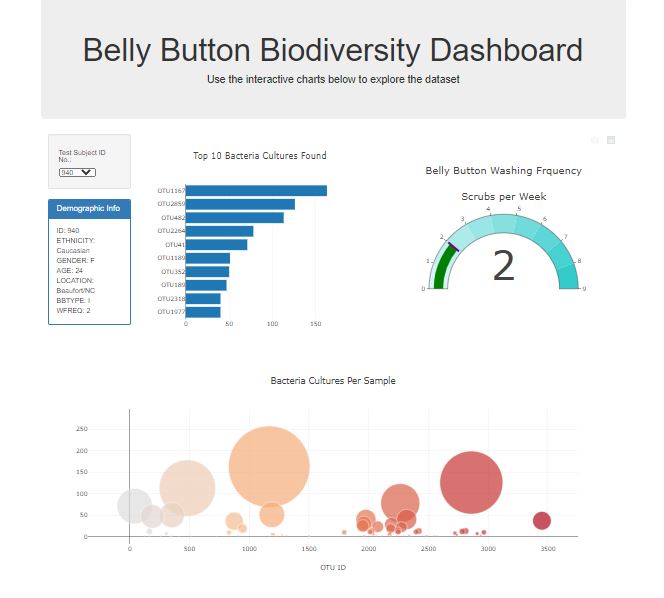 Belly Button Biodiversity Dashboard
Use the interactive charts below to explore the dataset
Test Subject ID
No.:
940
Demographic Info
ID: 940
ETHNICITY:
Caucasian
GENDER: F
AGE: 24
LOCATION:
Beaufort/NC
BBTYPE: I
WFREQ: 2
Top 10 Bacteria Cultures Found
OTU1167
OTU2859
OTU482
OTU2264
OTU41
OTU1189
OTU352
OTU189
OTU2318
OTU1977
0 50 100 150
Belly Button Washing Frquency
Scrubs per Week
0 1 2 3 4 5 6 7 8 9
2
Bacteria Cultures Per Sample
250
200
150
100
50
0
0 500 1000 1500 2000 2500 3000 3500
OTU ID